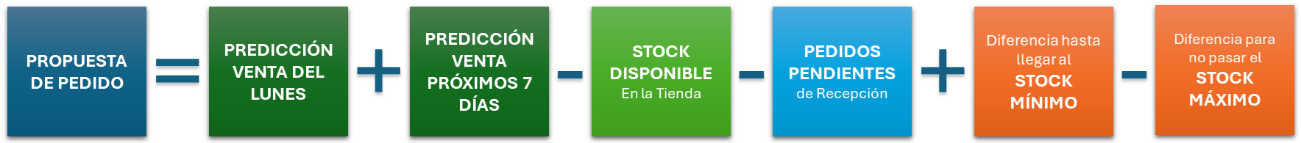 PROPUESTA
DE PEDIDO
=
PREDICCIÓN
VENTA DEL
LUNES
+
PREDICCIÓN
VENTA
PRÓXIMOS 7
DÍAS
-
STOCK
DISPONIBLE
En la Tienda
-
PEDIDOS
PENDIENTES
de Recepción
+
Diferencia hasta
llegar al
STOCK
MÍNIMO
-
Diferencia para
no pasar el
STOCK
MÁXIMO